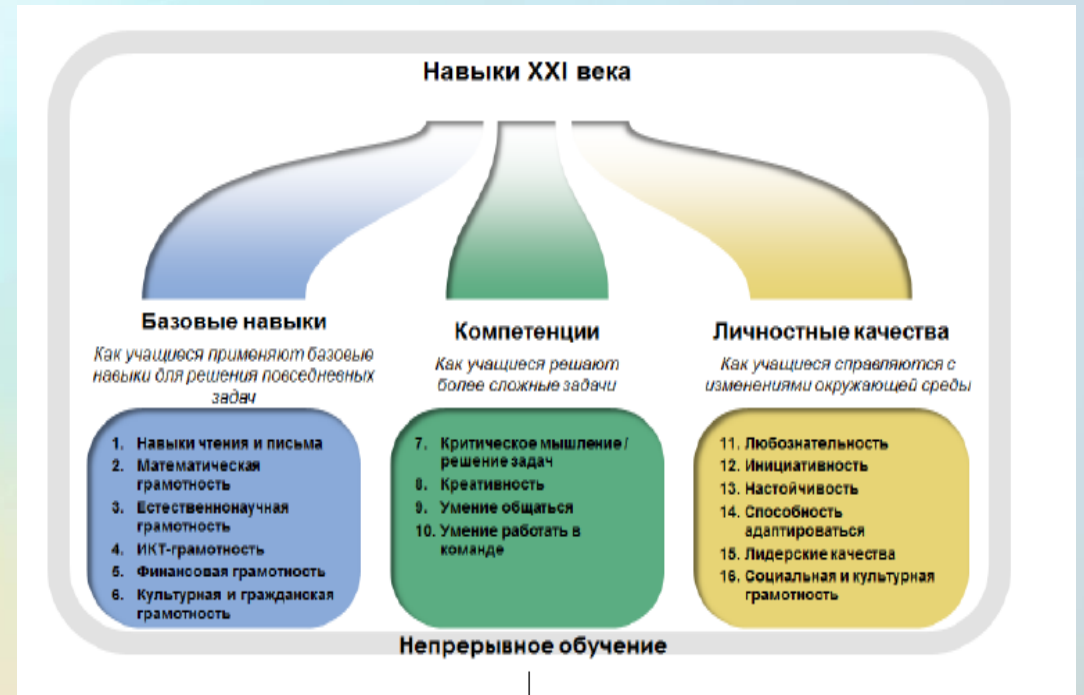 Навыки XXI века
Базовые навыки
Как учащиеся применяют базовые
навыки для решения повседневных
задач
1. Навыки чтения и письма
2. Математическая
грамотность
3. Естественнонаучная
грамотность
4. ИКТ-грамотность
5. Финансовая грамотность
6. Культурная и гражданская
грамотность
Компетенции
Как учащиеся решают
более сложные задачи
7. Критическое мышление /
решение задач
8. Креативность
9. Умение общаться
10. Умение работать в
команде
Личностные качества
Как учащиеся справляются с
изменениями окружающей среды
11. Любознательность
12. Инициативность
13. Настойчивость
14. Способность
адаптироваться
15. Лидерские качества
16. Социальная и культурная
грамотность
Непрерывное обучение